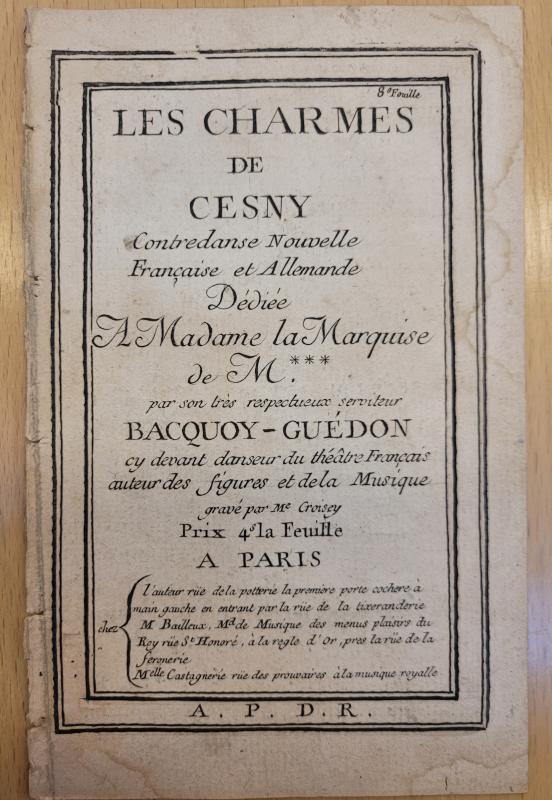 8.º Feuille
LES CHARMES
DE
CESNY
Contredanse Nouvelle
Française et Allemande
Dédiée
A Madame la Marquise
de M.***
par son très respectueux serviteur
BACQUOY-GUÉDON
cy devant danseur du théâtre Français
auteur des figures et de la Musique
gravé par Me Croisey
Prix 4s la Feuille
A PARIS
chez
l'auteur rüe de la potterie la première porte cochere à
main gauche en entrant par la rüe de la tixeranderie
M. Bailleux, Md. de Musique des menus plaisirs du
Roy rüe St. Honoré, à la regle d'Or, près la rüe de la
feronerie
Melle Castagnerie rüe des prouvaires à la musique royalle
A. P. D. R.